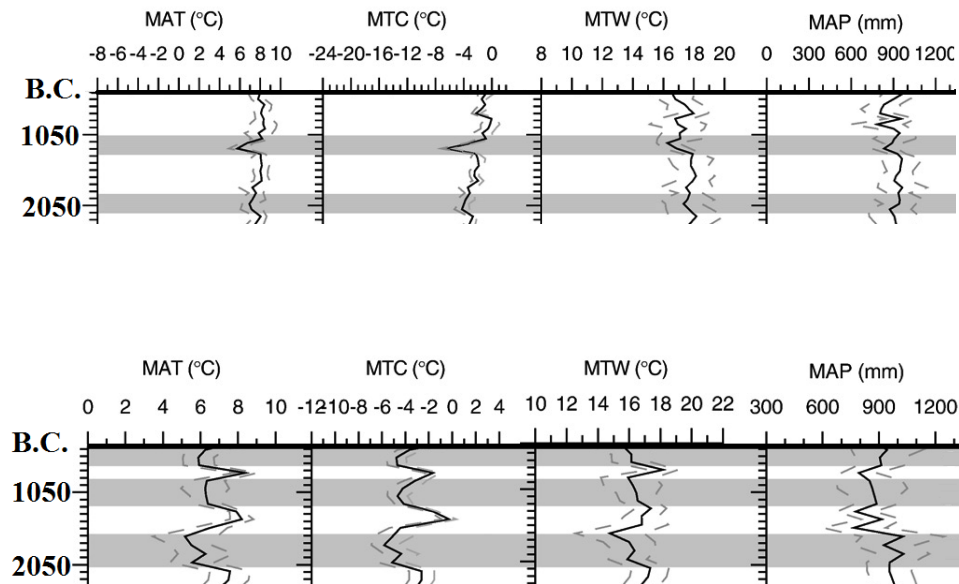 MAT (°C) MTC (°C) MTW (°C) MAP (mm)
-8 -6 -4 -2 0 2 4 6 8 10 -24 -20 -16 -12 -8 -4 0 8 10 12 14 16 18 20 0 300 600 900 1200
B.C.
1050
2050
MAT (°C) MTC (°C) MTW (°C) MAP (mm)
0 2 4 6 8 10 -12 -10 -8 -6 -4 -2 0 2 4 10 12 14 16 18 20 22 300 600 900 1200
B.C.
1050
2050